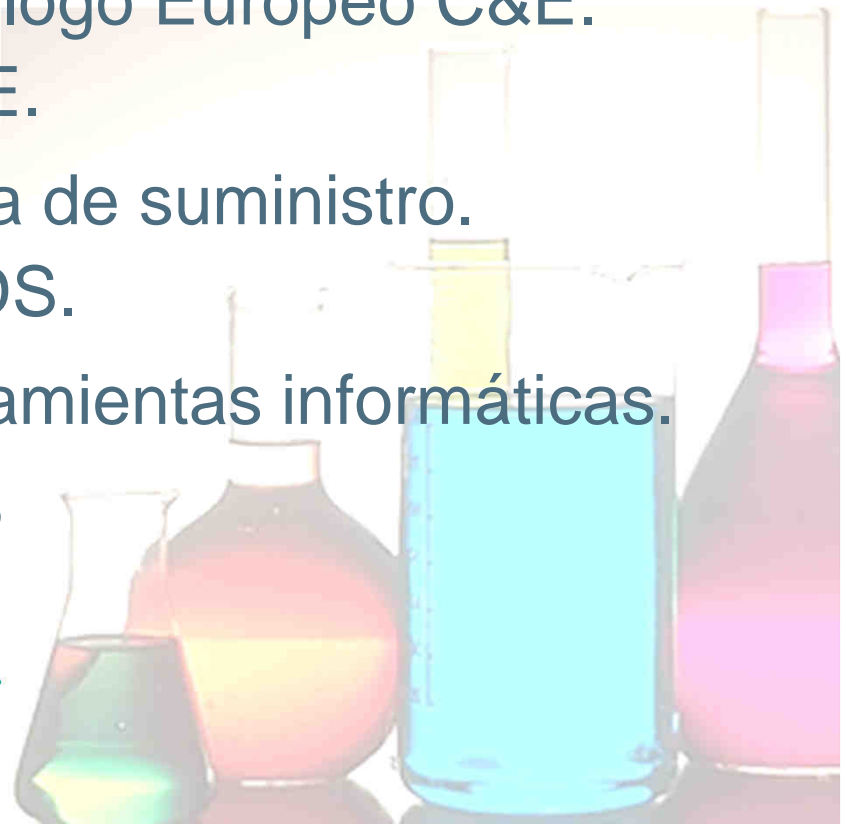 logo Europeo C&E.
E.
a de suministro.
OS.
amientas informáticas.